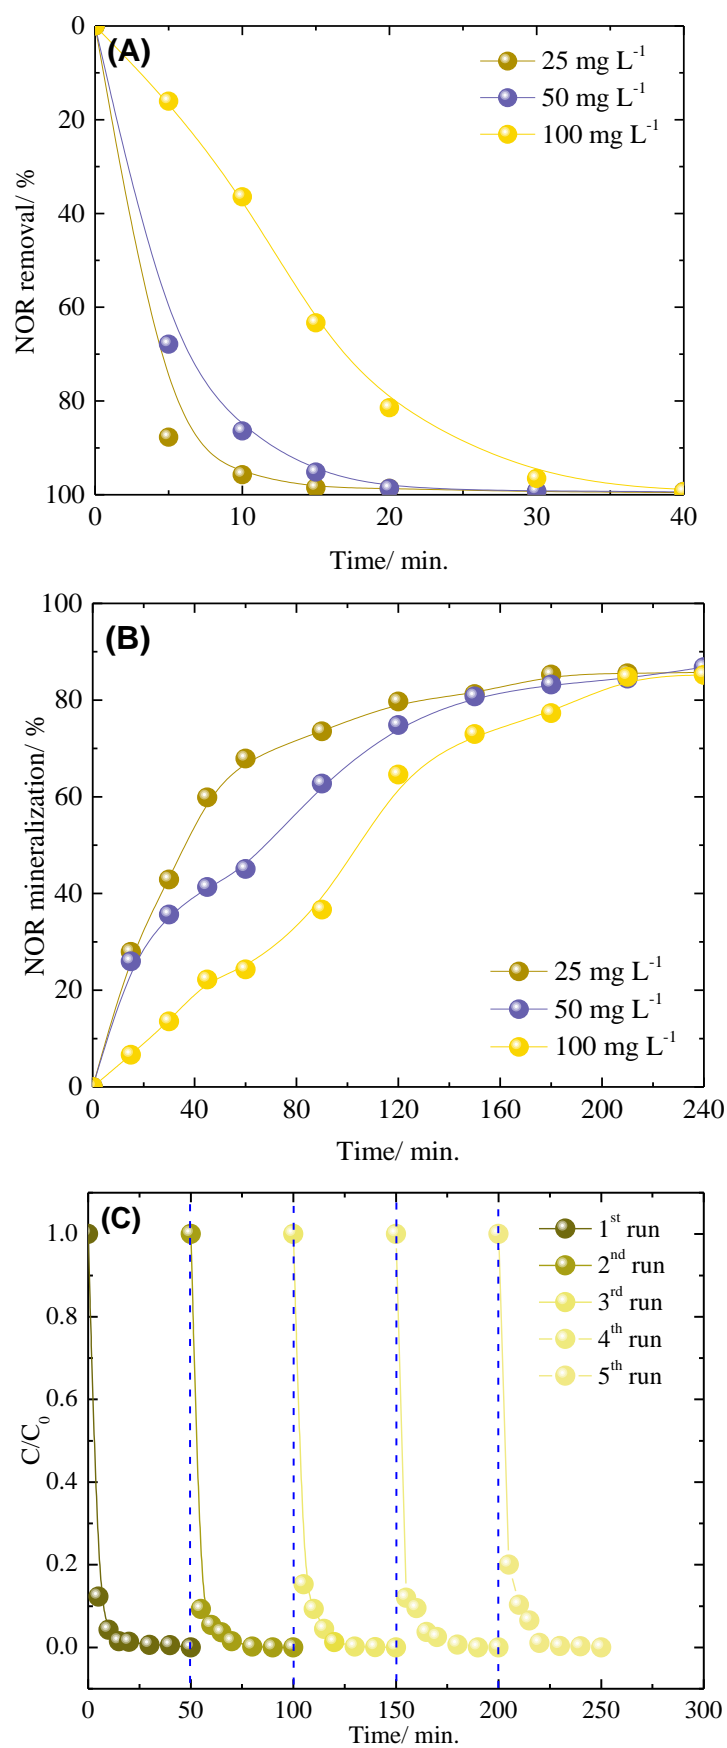 (A)
25 mg L⁻¹
50 mg L⁻¹
100 mg L⁻¹
NOR removal/ %
0
20
40
60
80
100
0 10 20 30 40
Time/ min.
(B)
NOR mineralization/ %
100
80
60
40
20
0
25 mg L⁻¹
50 mg L⁻¹
100 mg L⁻¹
0 40 80 120 160 200 240
Time/ min.
(C)
1st run
2nd run
3rd run
4th run
5th run
C/C₀
1.0
0.8
0.6
0.4
0.2
0.0
0 50 100 150 200 250 300
Time/ min.